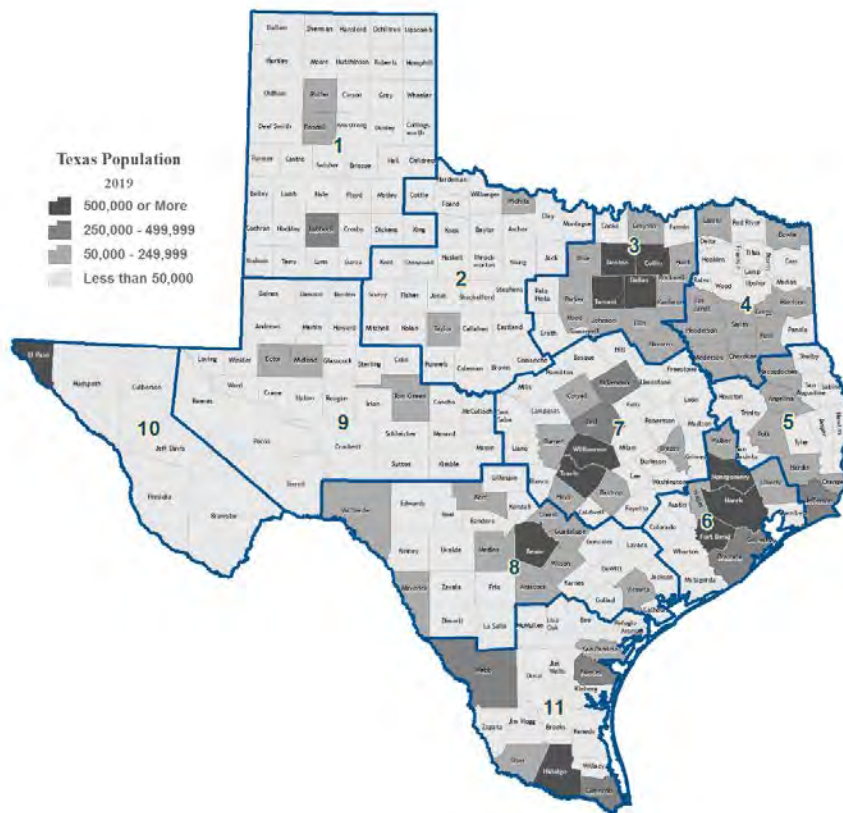 Texas Population
2019
500,000 or More
250,000 - 499,999
50,000 - 249,999
Less than 50,000
Dallam Sherman Hansford Ochiltree Lipscomb
Hartley Moore Hutchinson Roberts Hemphill
Oldham Potter Carson Gray Wheeler
Deaf Smith Randall Armstrong Donley Collingsworth
1
Parmer Castro Swisher Briscoe Hall Childress
Bailey Lamb Hale Floyd Motley Cottle
Cochran Hockley Lubbock Crosby Dickens King
Yoakum Terry Lynn Garza
Hardeman
Foard Wilbarger Wichita
Clay Montague
Knox Baylor Archer
Kent Stonewall Haskell Throckmorton Young Jack
2
Scurry Fisher Jones Shackelford Stephens
Mitchell Nolan Taylor Callahan Eastland
Runnels Coleman Brown Comanche
Cooke Grayson Fannin
3
Wise Denton Collin Hunt
Rockwall
Palo Pinto Parker Tarrant Dallas Kaufman
Hood Johnson Ellis
Erath Somervell Navarro
Lamar Red River Bowie
Delta
Hopkins Franklin Titus Morris Cass
Camp
Rains Wood Upshur Marion
Van Zandt Gregg Harrison
4
Smith
Henderson Rusk Panola
Anderson Cherokee
Shelby
Nacogdoches
San Augustine Sabine
Houston Angelina
Trinity
5
Polk Tyler Jasper Newton
Walker San Jacinto
Hardin
Orange
Liberty
Jefferson
Chambers
Montgomery
Harris
Austin
6
Fort Bend
Colorado
Wharton
Brazoria
Matagorda
Hill
Bosque
Freestone
Hamilton McLennan Limestone
Mills Coryell
Falls Leon
San Saba Lampasas Bell Robertson Madison
7
Burnet Milam Brazos Grimes
Llano Williamson
Burleson
Travis Lee Washington
Blanco
Hays Bastrop
Caldwell Fayette
Gaines Dawson Borden
Andrews Martin Howard
Loving Winkler Ector Midland Glasscock Sterling Coke
Ward Crane Upton Reagan Irion Tom Green Concho McCulloch
Reeves
9
Schleicher Menard
Pecos Crockett Mason
Sutton Kimble
Terrell
El Paso
Hudspeth Culberson
10
Jeff Davis
Presidio
Brewster
Val Verde Edwards Kerr Gillespie
Real Bandera Kendall Comal Guadalupe
Kinney Uvalde Medina Bexar Gonzales Lavaca
8
Wilson DeWitt
Maverick Zavala Frio Atascosa Karnes Jackson
Goliad Victoria
Dimmit La Salle Calhoun
McMullen Live Oak Bee Refugio
Aransas
San Patricio
Webb Duval Jim Wells Nueces
Kleberg
11
Zapata Jim Hogg Brooks Kenedy
Starr Hidalgo Willacy
Cameron